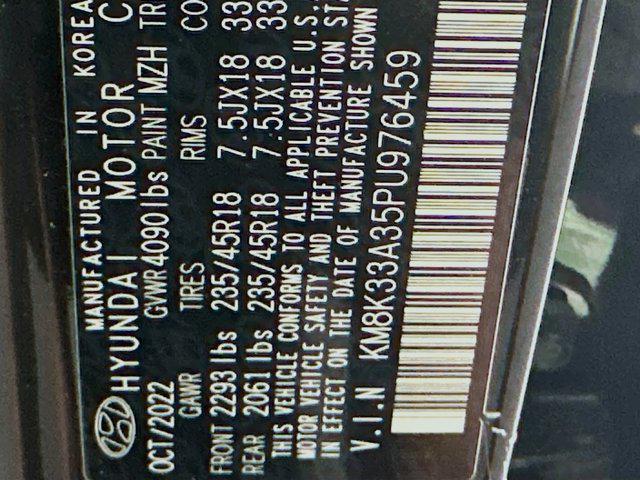 MANUFACTURED IN KOREA
HYUNDAI MOTOR C
OCT/2022 GVWR 4090 lbs PAINT MZH TR
GAWR TIRES RIMS CO
FRONT 2293 lbs 235/45R18 7.5JX18 33
REAR 2061 lbs 235/45R18 7.5JX18 33
THIS VEHICLE CONFORMS TO ALL APPLICABLE U.S.
MOTOR VEHICLE SAFETY AND THEFT PREVENTION STA
IN EFFECT ON THE DATE OF MANUFACTURE SHOWN
V.I.N KM8K33A35PU976459